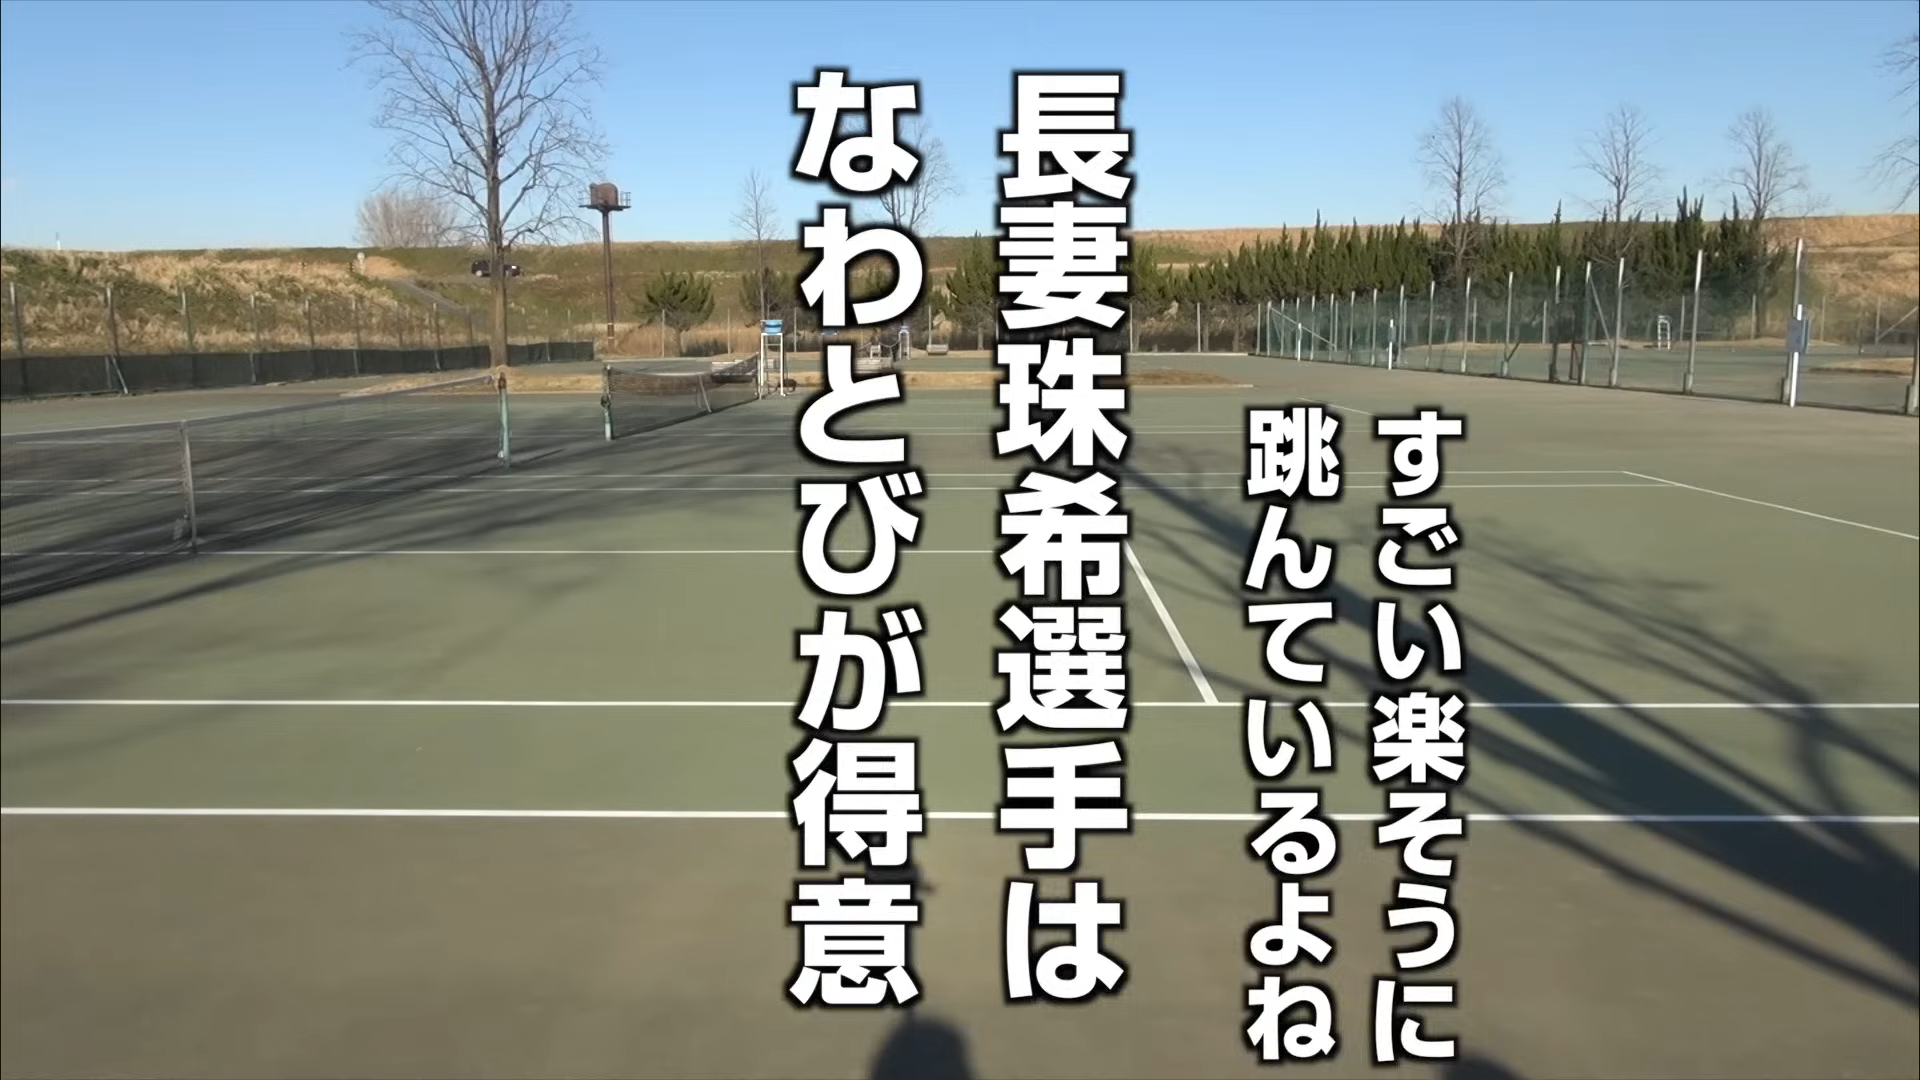 すごい楽そうに
跳んでいるよね
長妻珠希選手は
なわとびが得意